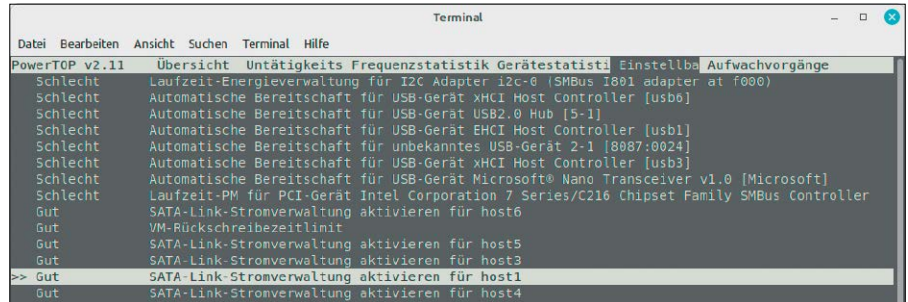 Terminal
Datei Bearbeiten Ansicht Suchen Terminal Hilfe
PowerTOP v2.11 Übersicht Untätigkeits Frequenzstatistik Gerätestatisti Einstellba Aufwachvorgänge
Schlecht Laufzeit-Energieverwaltung für I2C Adapter i2c-0 (SMBus I801 adapter at f000)
Schlecht Automatische Bereitschaft für USB-Gerät xHCI Host Controller [usb6]
Schlecht Automatische Bereitschaft für USB-Gerät USB2.0 Hub [5-1]
Schlecht Automatische Bereitschaft für USB-Gerät EHCI Host Controller [usb1]
Schlecht Automatische Bereitschaft für unbekanntes USB-Gerät 2-1 [8087:0024]
Schlecht Automatische Bereitschaft für USB-Gerät xHCI Host Controller [usb3]
Schlecht Automatische Bereitschaft für USB-Gerät Microsoft® Nano Transceiver v1.0 [Microsoft]
Schlecht Laufzeit-PM für PCI-Gerät Intel Corporation 7 Series/C216 Chipset Family SMBus Controller
Gut SATA-Link-Stromverwaltung aktivieren für host6
Gut VM-Rückschreibezeitlimit
Gut SATA-Link-Stromverwaltung aktivieren für host5
Gut SATA-Link-Stromverwaltung aktivieren für host3
>> Gut SATA-Link-Stromverwaltung aktivieren für host1
Gut SATA-Link-Stromverwaltung aktivieren für host4